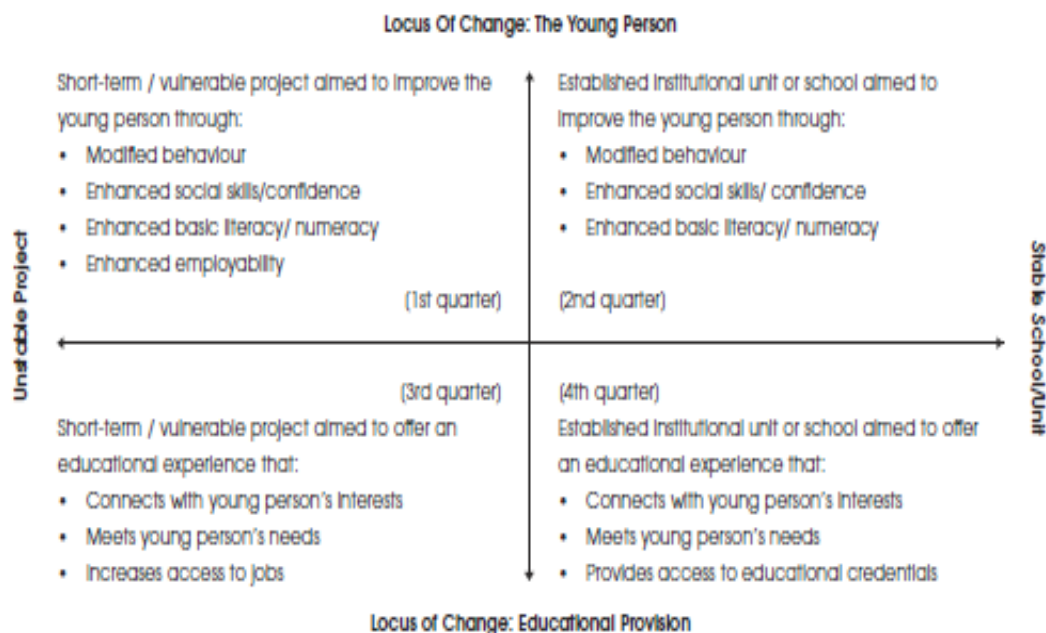 Locus Of Change: The Young Person
Short-term / vulnerable project aimed to improve the
young person through:
• Modified behaviour
• Enhanced social skills/confidence
• Enhanced basic literacy/ numeracy
• Enhanced employability
(1st quarter)
Established institutional unit or school aimed to
improve the young person through:
• Modified behaviour
• Enhanced social skills/ confidence
• Enhanced basic literacy/ numeracy
(2nd quarter)
Unstable Project
Stable School/Unit
(3rd quarter)
Short-term / vulnerable project aimed to offer an
educational experience that:
• Connects with young person's interests
• Meets young person's needs
• Increases access to jobs
(4th quarter)
Established institutional unit or school aimed to offer
an educational experience that:
• Connects with young person's interests
• Meets young person's needs
• Provides access to educational credentials
Locus of Change: Educational Provision